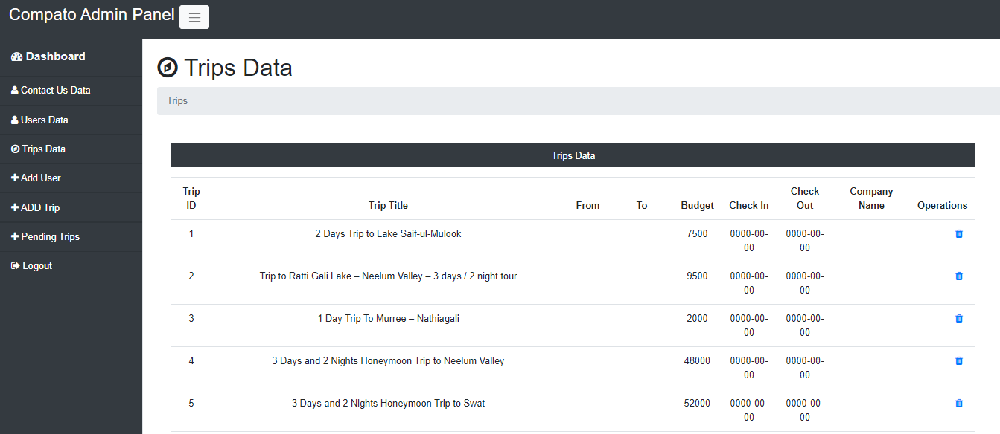 Compato Admin Panel
Dashboard
Contact Us Data
Users Data
Trips Data
Add User
ADD Trip
Pending Trips
Logout
Trips Data
Trips
Trips Data
Trip ID Trip Title From To Budget Check In Check Out Company Name Operations
1 2 Days Trip to Lake Saif-ul-Mulook 7500 0000-00-00 0000-00-00
2 Trip to Ratti Gali Lake – Neelum Valley – 3 days / 2 night tour 9500 0000-00-00 0000-00-00
3 1 Day Trip To Murree – Nathiagali 2000 0000-00-00 0000-00-00
4 3 Days and 2 Nights Honeymoon Trip to Neelum Valley 48000 0000-00-00 0000-00-00
5 3 Days and 2 Nights Honeymoon Trip to Swat 52000 0000-00-00 0000-00-00